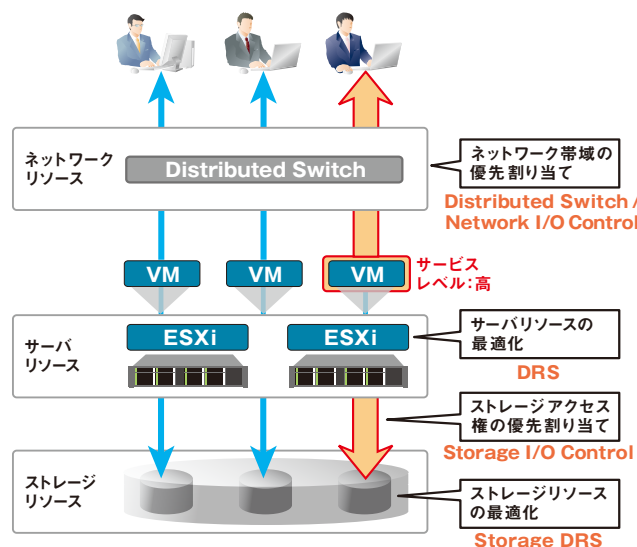 ネットワーク
リソース
Distributed Switch
ネットワーク帯域の
優先割り当て
Distributed Switch /
Network I/O Control
VM
VM
VM
サービス
レベル：高
サーバ
リソース
ESXi
ESXi
サーバリソースの
最適化
DRS
ストレージアクセス
権の優先割り当て
Storage I/O Control
ストレージ
リソース
ストレージリソース
の最適化
Storage DRS